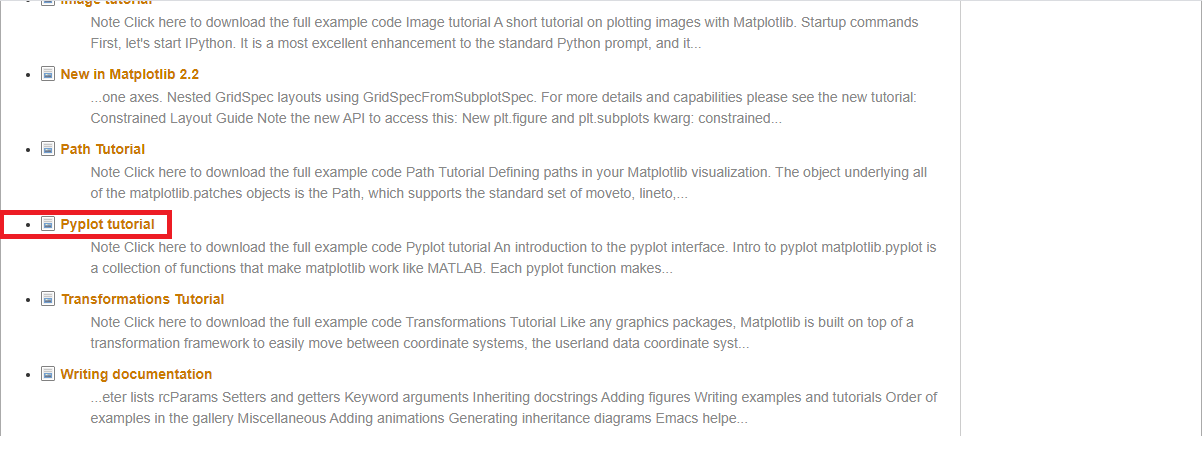 Image tutorial
Note Click here to download the full example code Image tutorial A short tutorial on plotting images with Matplotlib. Startup commands
First, let's start IPython. It is a most excellent enhancement to the standard Python prompt, and it...
New in Matplotlib 2.2
...one axes. Nested GridSpec layouts using GridSpecFromSubplotSpec. For more details and capabilities please see the new tutorial:
Constrained Layout Guide Note the new API to access this: New plt.figure and plt.subplots kwarg: constrained...
Path Tutorial
Note Click here to download the full example code Path Tutorial Defining paths in your Matplotlib visualization. The object underlying all
of the matplotlib.patches objects is the Path, which supports the standard set of moveto, lineto,...
Pyplot tutorial
Note Click here to download the full example code Pyplot tutorial An introduction to the pyplot interface. Intro to pyplot matplotlib.pyplot is
a collection of functions that make matplotlib work like MATLAB. Each pyplot function makes...
Transformations Tutorial
Note Click here to download the full example code Transformations Tutorial Like any graphics packages, Matplotlib is built on top of a
transformation framework to easily move between coordinate systems, the userland data coordinate syst...
Writing documentation
...eter lists rcParams Setters and getters Keyword arguments Inheriting docstrings Adding figures Writing examples and tutorials Order of
examples in the gallery Miscellaneous Adding animations Generating inheritance diagrams Emacs helpe...